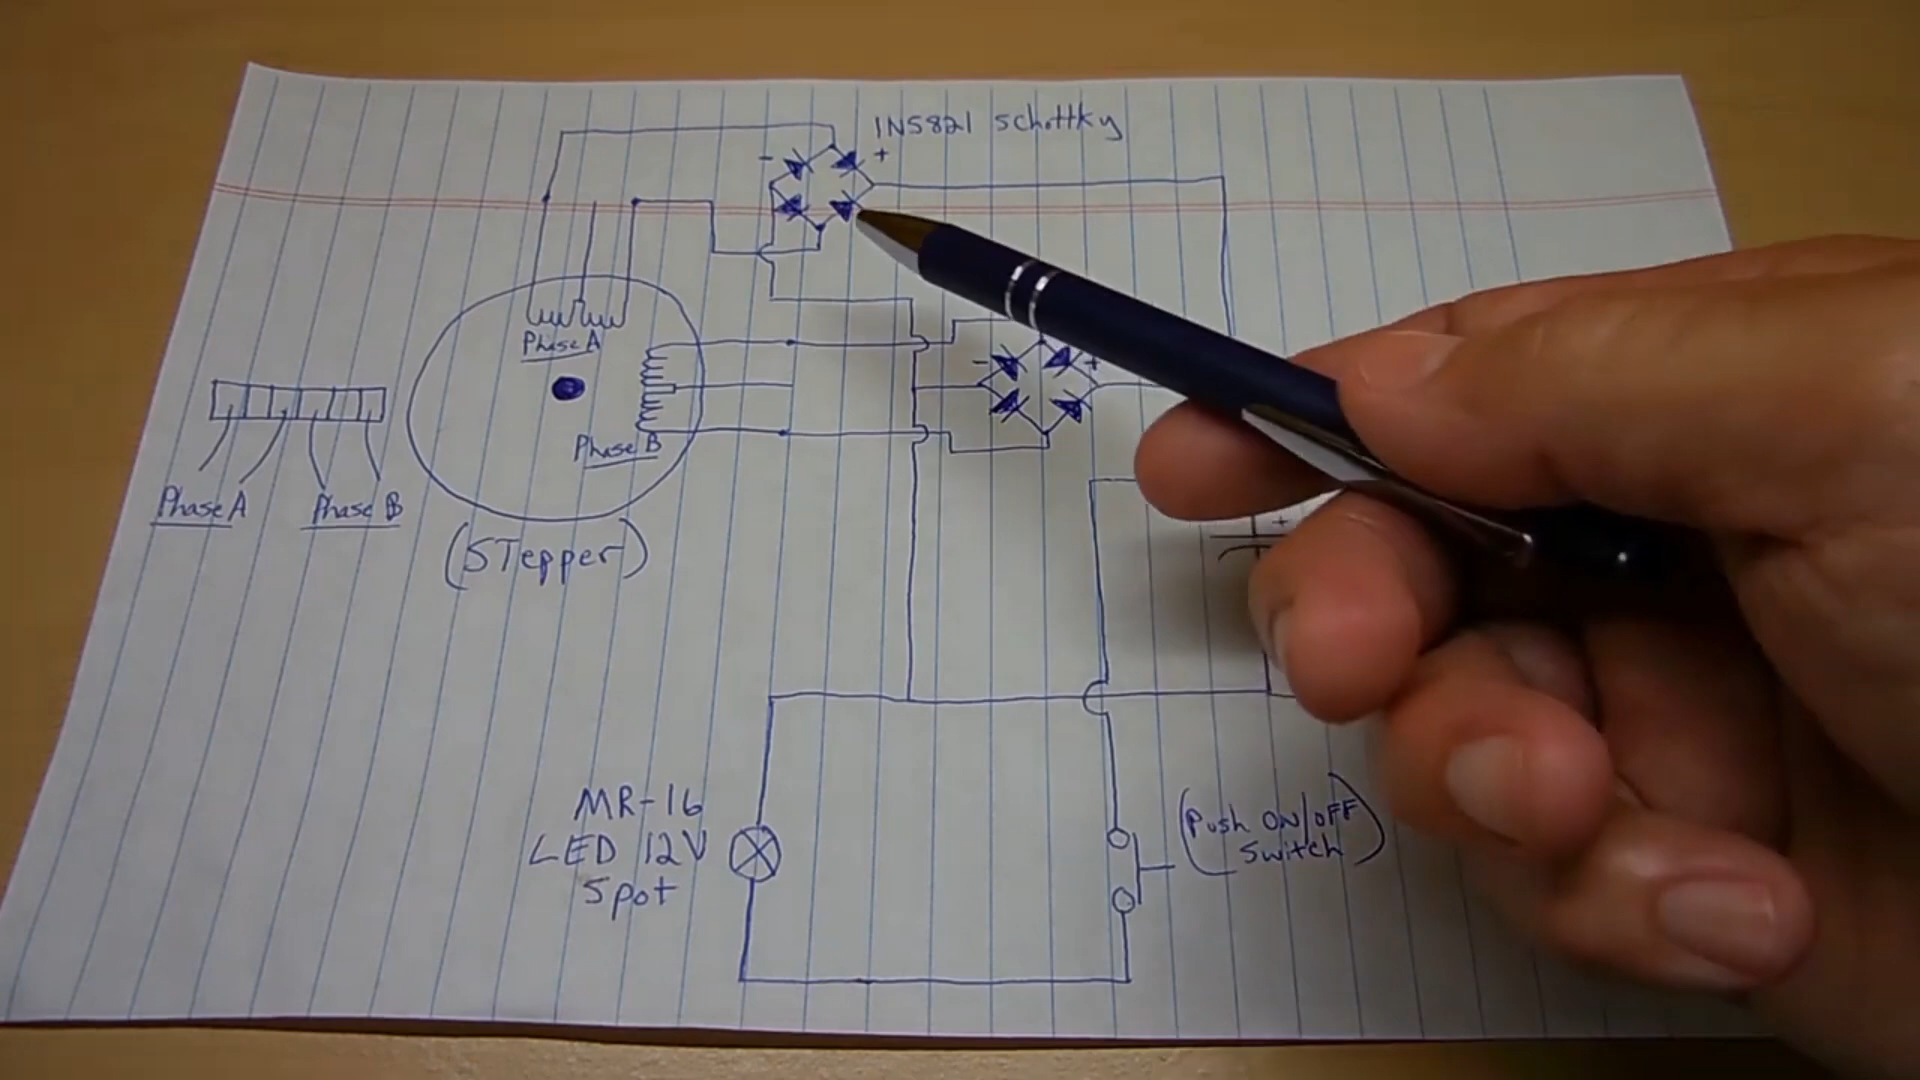 1N5821 schottky
- +
Phase A
- +
Phase B
Phase A Phase B
(STepper)
+
MR-16
LED 12V
Spot
(Push ON/OFF
Switch)